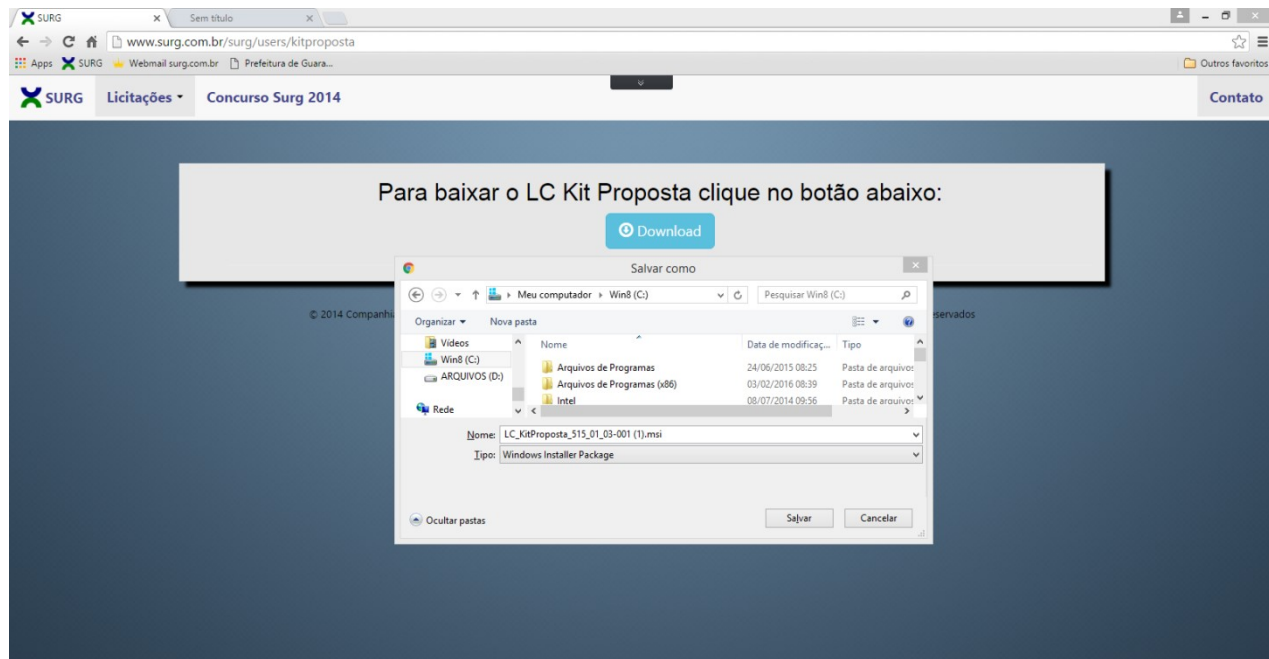 SURG
Sem título
www.surg.com.br/surg/users/kitproposta
Apps SURG Webmail surg.com.br Prefeitura de Guara... Outros favoritos
SURG Licitações Concurso Surg 2014 Contato
Para baixar o LC Kit Proposta clique no botão abaixo:
Download
Salvar como
Meu computador Win8 (C:) Pesquisar Win8 (C:)
Organizar Nova pasta
© 2014 Companhi
Vídeos
Win8 (C:)
ARQUIVOS (D:)
Rede
Nome Data de modificaç... Tipo
Arquivos de Programas 24/06/2015 08:25 Pasta de arquivos
Arquivos de Programas (x86) 03/02/2016 08:39 Pasta de arquivos
Intel 08/07/2014 09:56 Pasta de arquivos
Nome: LC_KitProposta_515_01_03-001 (1).msi
Tipo: Windows Installer Package
Ocultar pastas Salvar Cancelar